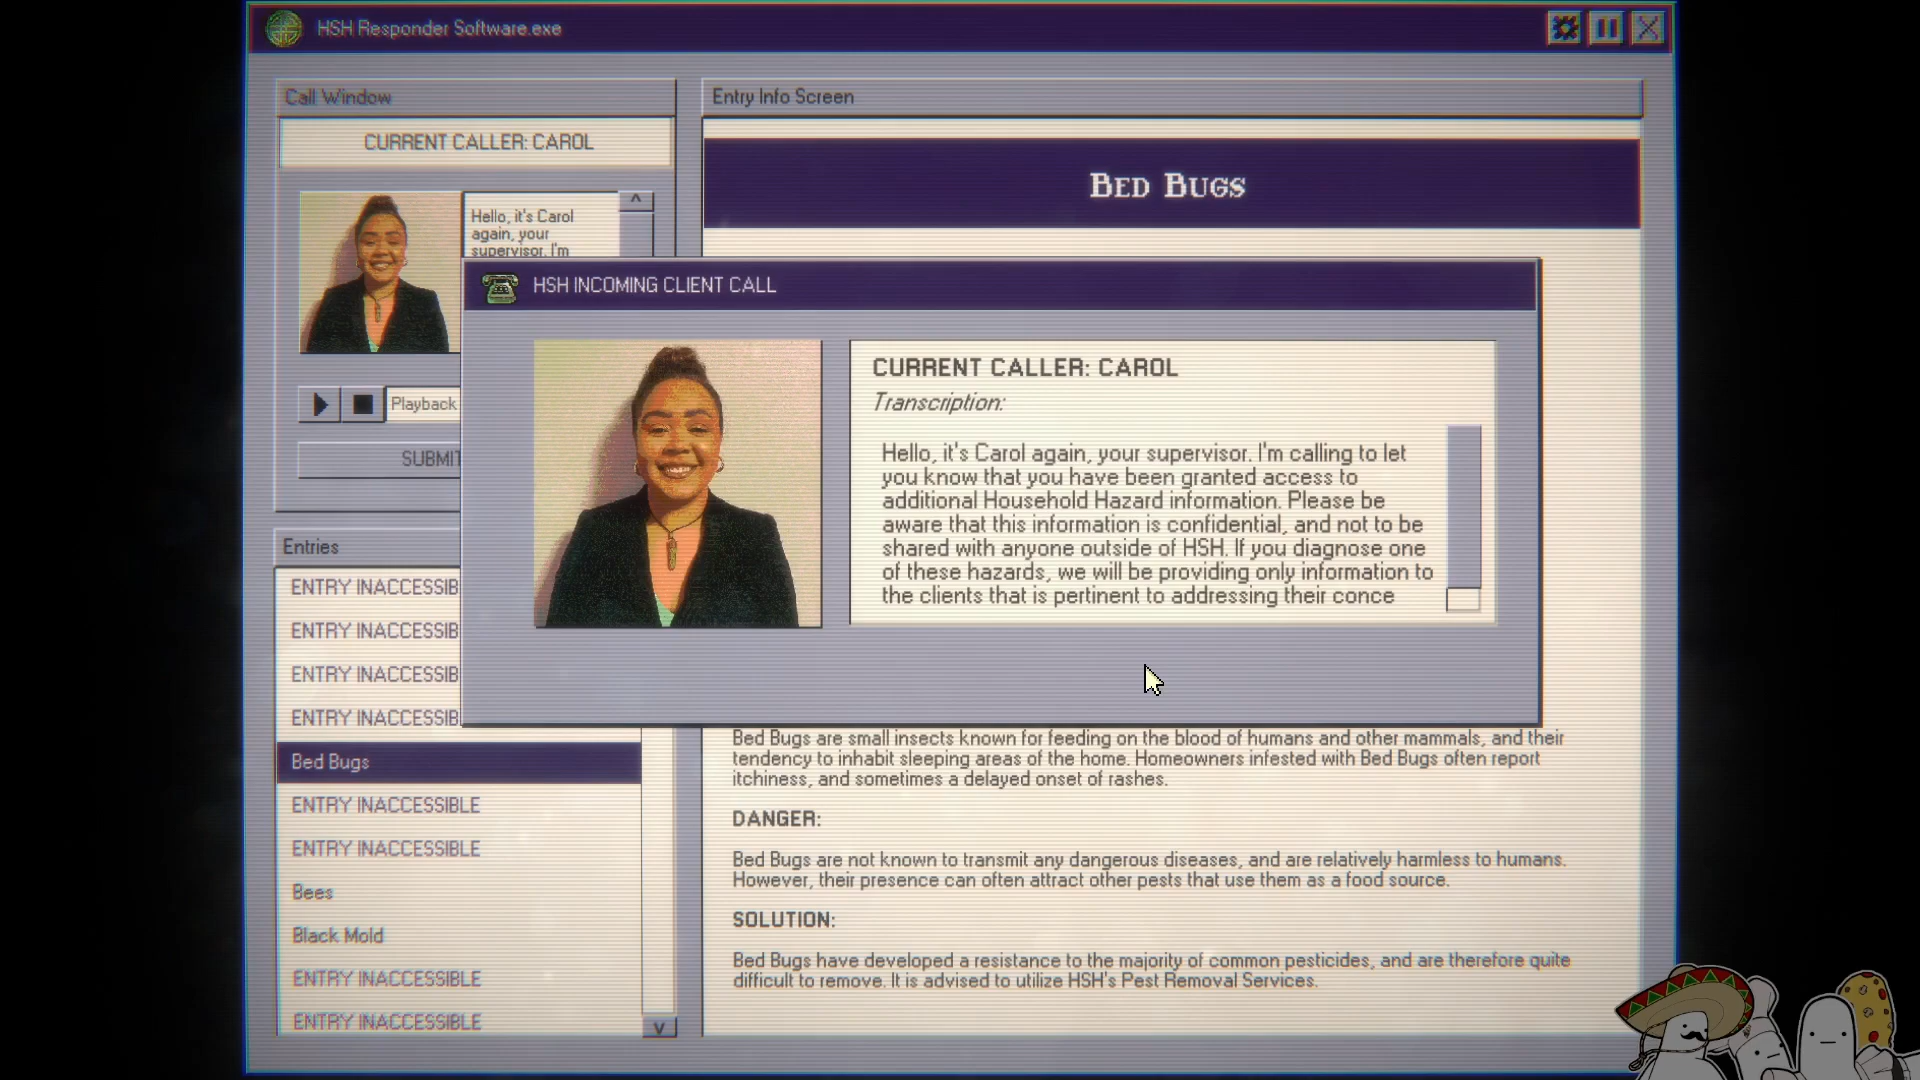 HSH Responder Software.exe
Call Window
CURRENT CALLER: CAROL
Hello, it's Carol
again, your
supervisor. I'm
Playback
SUBMIT
Entries
ENTRY INACCESSIB
ENTRY INACCESSIB
ENTRY INACCESSIB
ENTRY INACCESSIB
Bed Bugs
ENTRY INACCESSIBLE
ENTRY INACCESSIBLE
Bees
Black Mold
ENTRY INACCESSIBLE
ENTRY INACCESSIBLE
Entry Info Screen
BED BUGS
HSH INCOMING CLIENT CALL
CURRENT CALLER: CAROL
Transcription:
Hello, it's Carol again, your supervisor. I'm calling to let
you know that you have been granted access to
additional Household Hazard information. Please be
aware that this information is confidential, and not to be
shared with anyone outside of HSH. If you diagnose one
of these hazards, we will be providing only information to
the clients that is pertinent to addressing their conce
Bed Bugs are small insects known for feeding on the blood of humans and other mammals, and their
tendency to inhabit sleeping areas of the home. Homeowners infested with Bed Bugs often report
itchiness, and sometimes a delayed onset of rashes.
DANGER:
Bed Bugs are not known to transmit any dangerous diseases, and are relatively harmless to humans.
However, their presence can often attract other pests that use them as a food source.
SOLUTION:
Bed Bugs have developed a resistance to the majority of common pesticides, and are therefore quite
difficult to remove. It is advised to utilize HSH's Pest Removal Services.